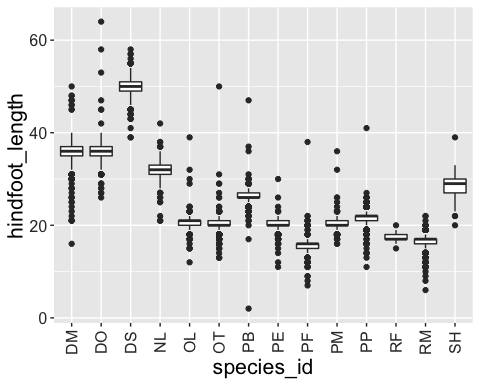 60
40
20
0
hindfoot_length
DM DO DS NL OL OT PB PE PF PM PP RF RM SH
species_id